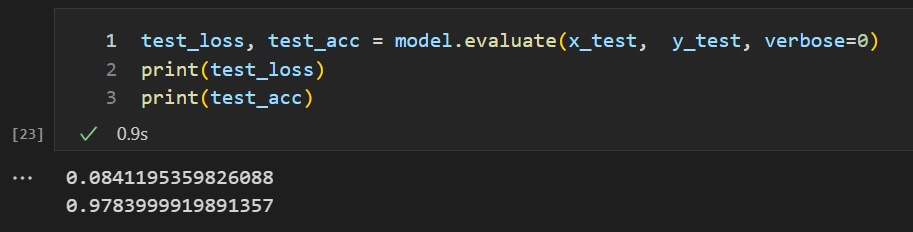 1 test_loss, test_acc = model.evaluate(x_test,  y_test, verbose=0)
2 print(test_loss)
3 print(test_acc)
[23] ✓ 0.9s
... 0.0841195359826088
0.9783999919891357